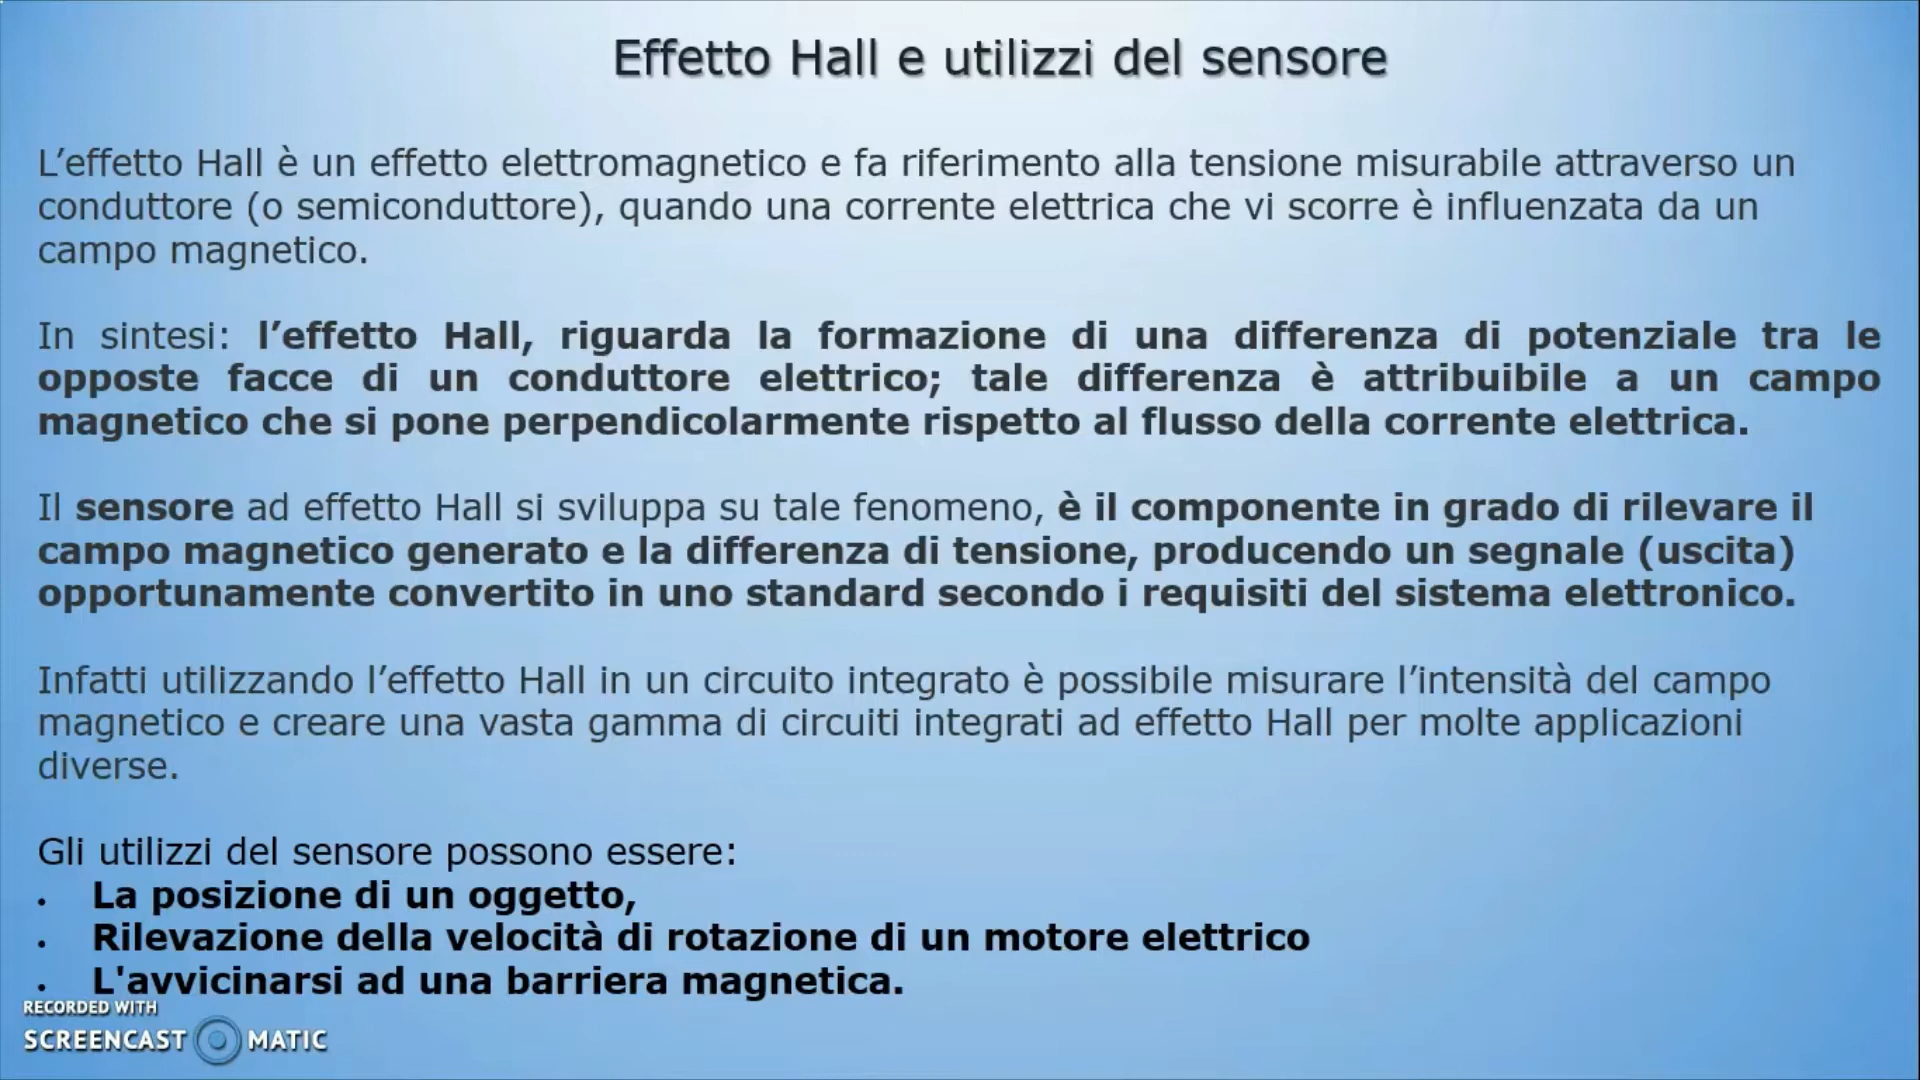 Effetto Hall e utilizzi del sensore
L’effetto Hall è un effetto elettromagnetico e fa riferimento alla tensione misurabile attraverso un
conduttore (o semiconduttore), quando una corrente elettrica che vi scorre è influenzata da un
campo magnetico.
In sintesi: l’effetto Hall, riguarda la formazione di una differenza di potenziale tra le
opposte facce di un conduttore elettrico; tale differenza è attribuibile a un campo
magnetico che si pone perpendicolarmente rispetto al flusso della corrente elettrica.
Il sensore ad effetto Hall si sviluppa su tale fenomeno, è il componente in grado di rilevare il
campo magnetico generato e la differenza di tensione, producendo un segnale (uscita)
opportunamente convertito in uno standard secondo i requisiti del sistema elettronico.
Infatti utilizzando l’effetto Hall in un circuito integrato è possibile misurare l’intensità del campo
magnetico e creare una vasta gamma di circuiti integrati ad effetto Hall per molte applicazioni
diverse.
Gli utilizzi del sensore possono essere:
• La posizione di un oggetto,
• Rilevazione della velocità di rotazione di un motore elettrico
• L'avvicinarsi ad una barriera magnetica.
RECORDED WITH
SCREENCAST MATIC